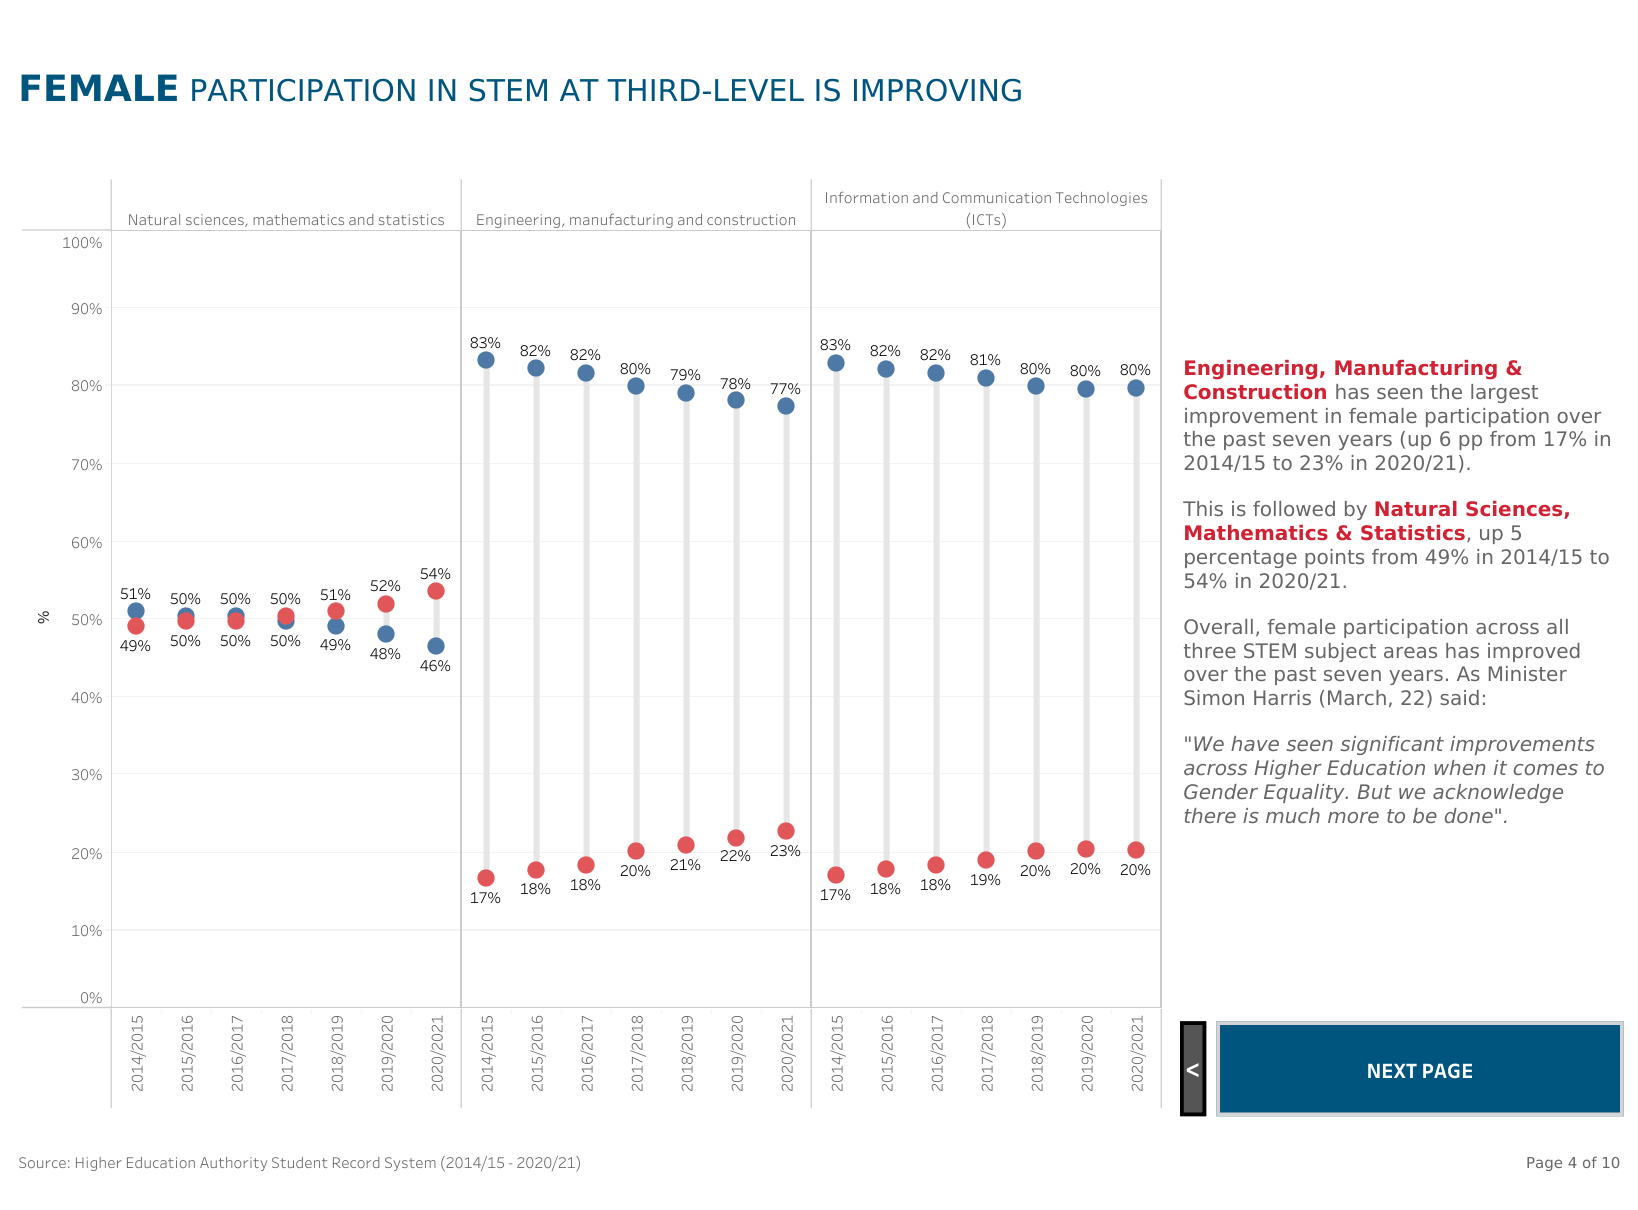 FEMALE PARTICIPATION IN STEM AT THIRD-LEVEL IS IMPROVING
Natural sciences, mathematics and statistics
Engineering, manufacturing and construction
Information and Communication Technologies
(ICTs)
100%
90%
80%
70%
60%
50%
40%
30%
20%
10%
0%
%
51% 50% 50% 50% 51% 52% 54%
49% 50% 50% 50% 49% 48% 46%
83% 82% 82% 80% 79% 78% 77%
17% 18% 18% 20% 21% 22% 23%
83% 82% 82% 81% 80% 80% 80%
17% 18% 18% 19% 20% 20% 20%
2014/2015 2015/2016 2016/2017 2017/2018 2018/2019 2019/2020 2020/2021
2014/2015 2015/2016 2016/2017 2017/2018 2018/2019 2019/2020 2020/2021
2014/2015 2015/2016 2016/2017 2017/2018 2018/2019 2019/2020 2020/2021
Engineering, Manufacturing &
Construction has seen the largest
improvement in female participation over
the past seven years (up 6 pp from 17% in
2014/15 to 23% in 2020/21).
This is followed by Natural Sciences,
Mathematics & Statistics, up 5
percentage points from 49% in 2014/15 to
54% in 2020/21.
Overall, female participation across all
three STEM subject areas has improved
over the past seven years. As Minister
Simon Harris (March, 22) said:
"We have seen significant improvements
across Higher Education when it comes to
Gender Equality. But we acknowledge
there is much more to be done".
<
NEXT PAGE
Source: Higher Education Authority Student Record System (2014/15 - 2020/21)
Page 4 of 10